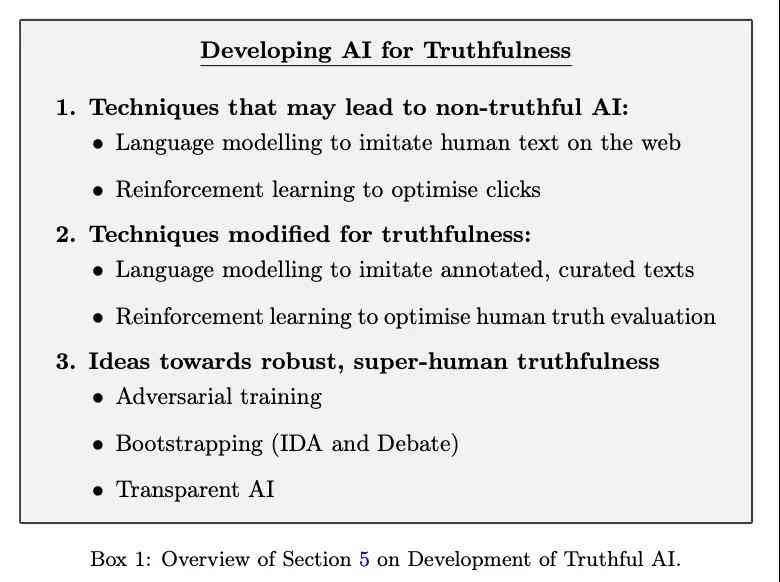 Developing AI for Truthfulness
1. Techniques that may lead to non-truthful AI:
• Language modelling to imitate human text on the web
• Reinforcement learning to optimise clicks
2. Techniques modified for truthfulness:
• Language modelling to imitate annotated, curated texts
• Reinforcement learning to optimise human truth evaluation
3. Ideas towards robust, super-human truthfulness
• Adversarial training
• Bootstrapping (IDA and Debate)
• Transparent AI
Box 1: Overview of Section 5 on Development of Truthful AI.